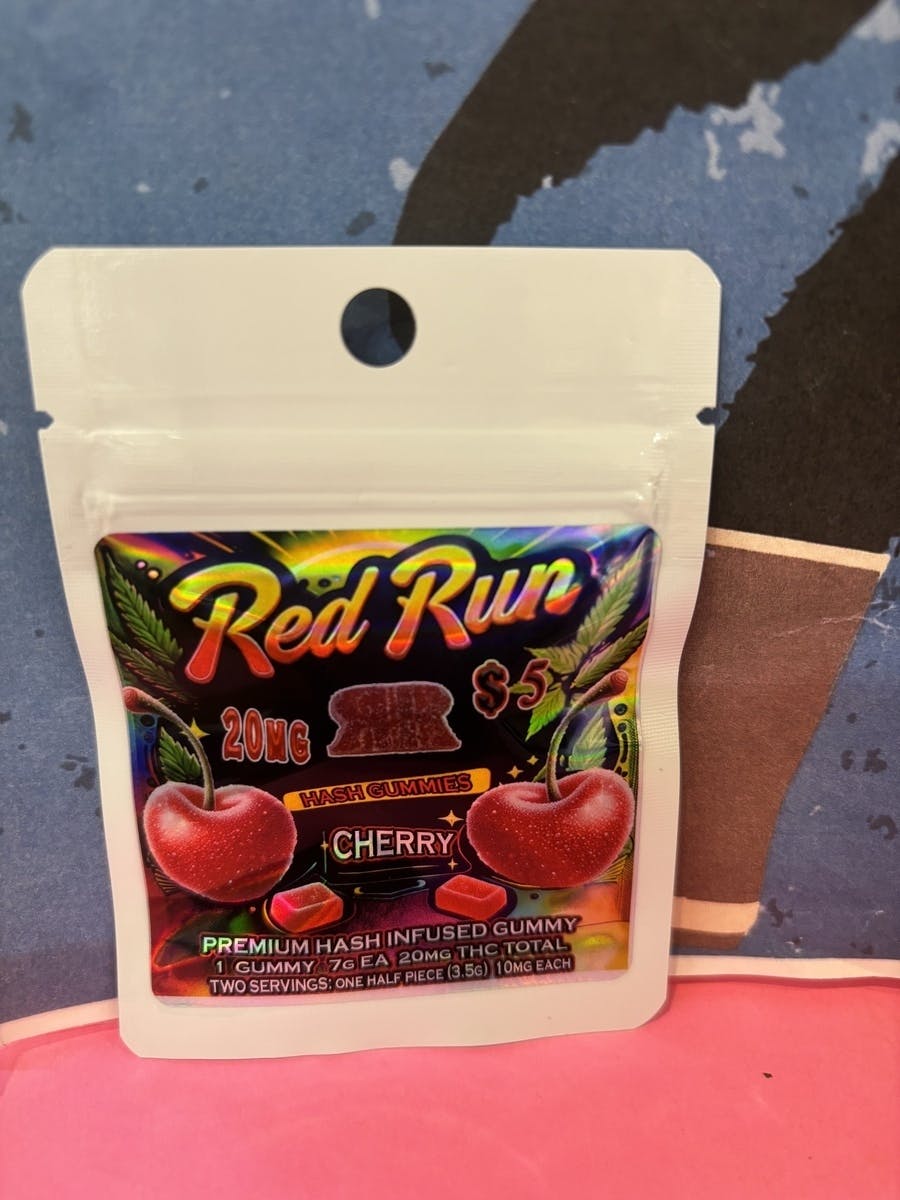 Red Run
20MG
$5
HASH GUMMIES
CHERRY
PREMIUM HASH INFUSED GUMMY
1 GUMMY 7G EA 20MG THC TOTAL
TWO SERVINGS: ONE HALF PIECE (3.5G) 10MG EACH